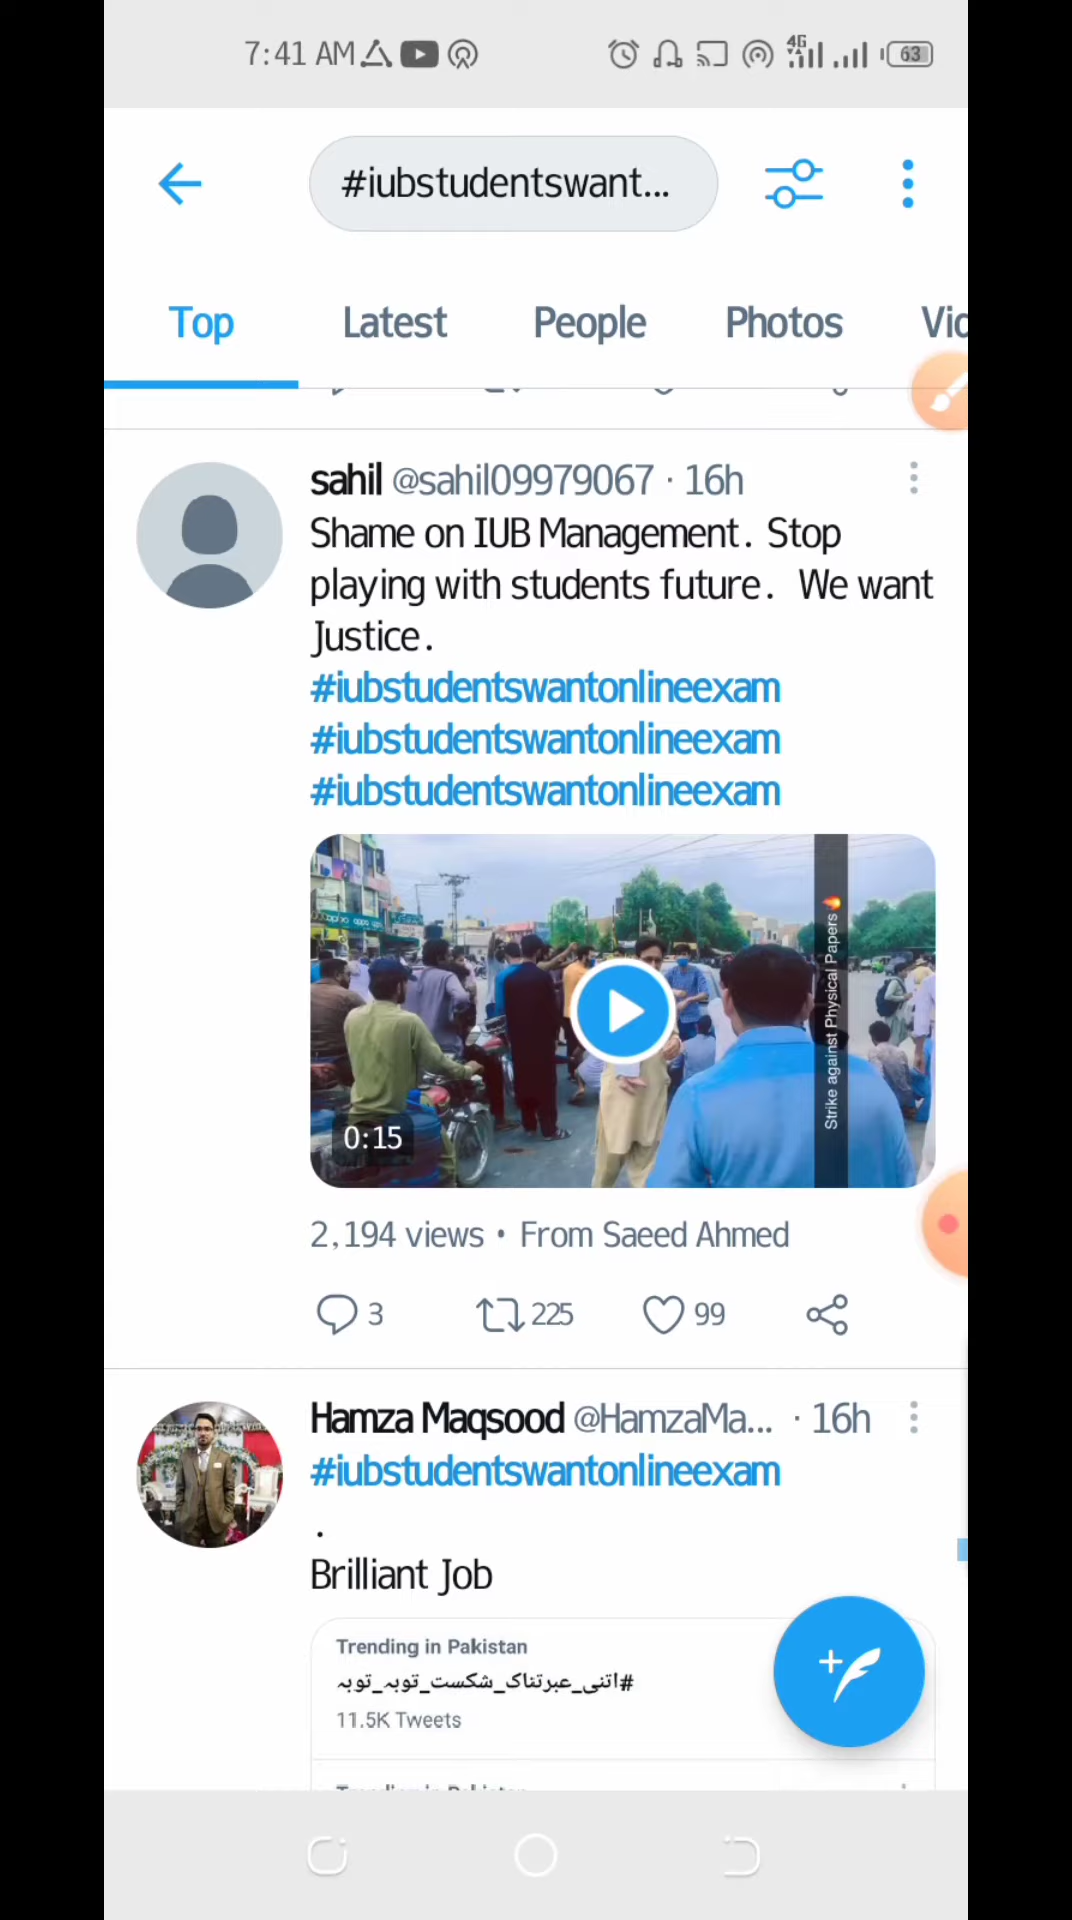 7:41 AM
4G
63
#iubstudentswant...
Top
Latest
People
Photos
Vid
sahil @sahil09979067 · 16h
Shame on IUB Management. Stop
playing with students future. We want
Justice.
#iubstudentswantonlineexam
#iubstudentswantonlineexam
#iubstudentswantonlineexam
Strike against Physical Papers🔥
0:15
2,194 views • From Saeed Ahmed
3
225
99
Hamza Maqsood @HamzaMa... · 16h
#iubstudentswantonlineexam
.
Brilliant Job
Trending in Pakistan
#اتنی_عبرتناک_شکست_توبہ_توبہ
11.5K Tweets